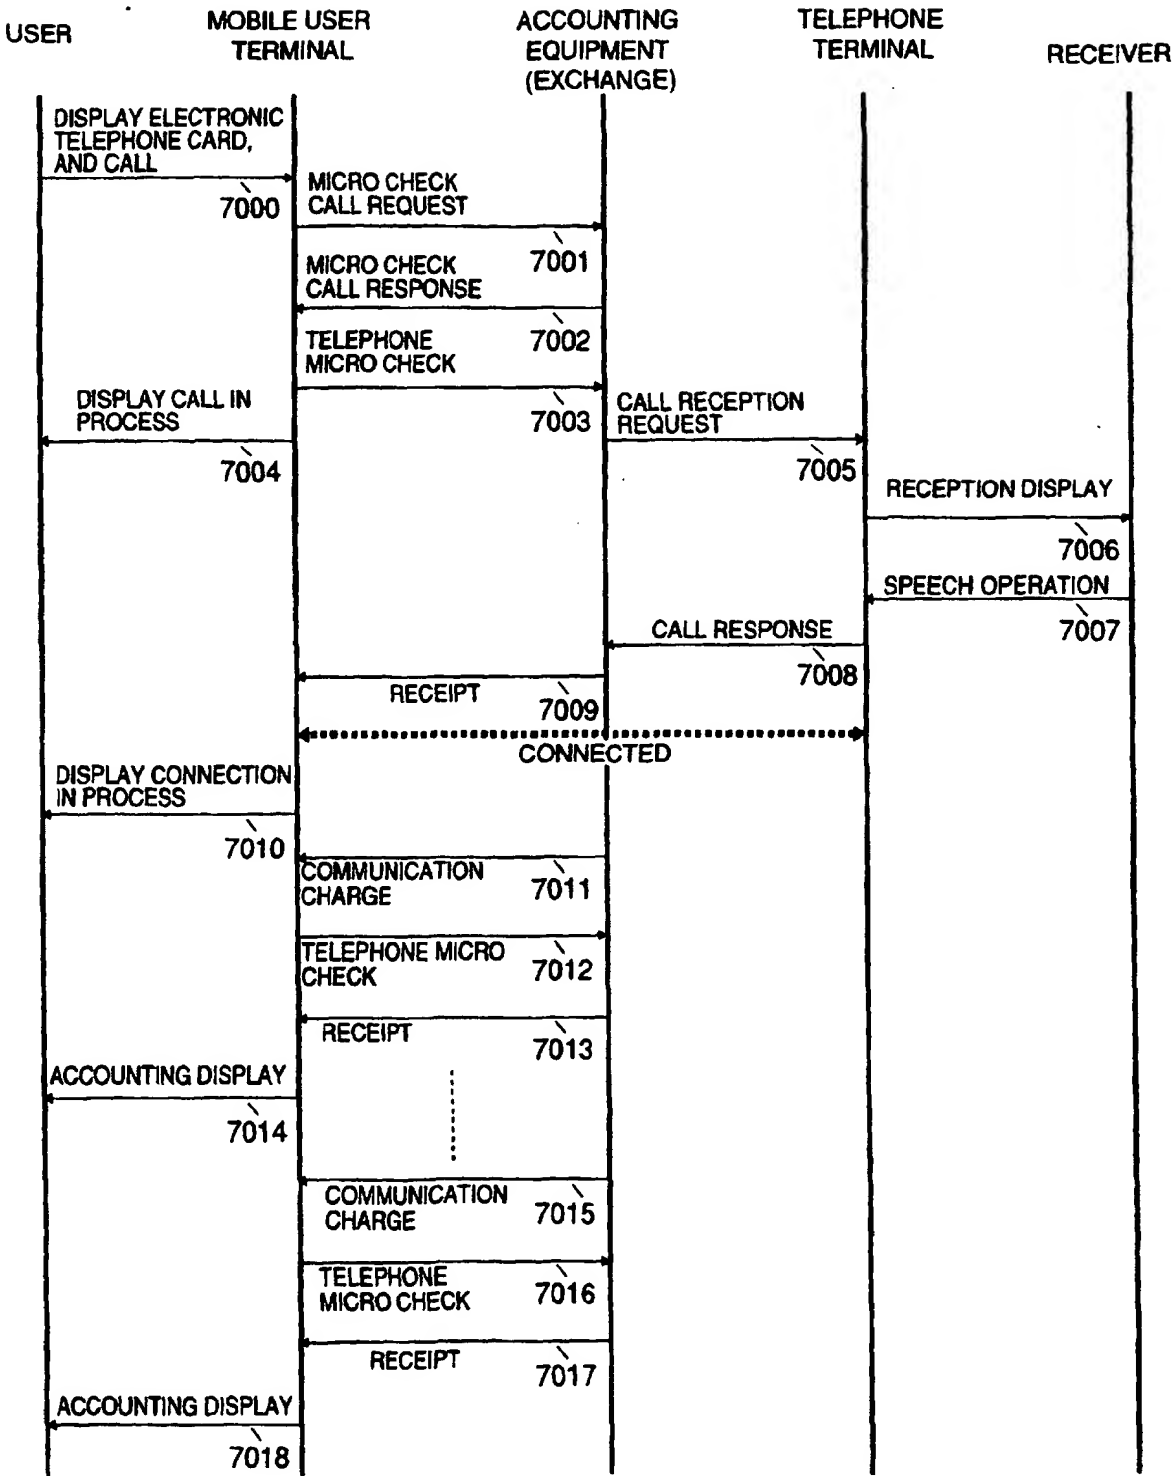 USER
MOBILE USER
TERMINAL
ACCOUNTING
EQUIPMENT
(EXCHANGE)
TELEPHONE
TERMINAL
RECEIVER
DISPLAY ELECTRONIC
TELEPHONE CARD,
AND CALL
7000
MICRO CHECK
CALL REQUEST
7001
MICRO CHECK
CALL RESPONSE
7002
TELEPHONE
MICRO CHECK
7003
DISPLAY CALL IN
PROCESS
7004
CALL RECEPTION
REQUEST
7005
RECEPTION DISPLAY
7006
SPEECH OPERATION
7007
CALL RESPONSE
7008
RECEIPT
7009
CONNECTED
DISPLAY CONNECTION
IN PROCESS
7010
COMMUNICATION
CHARGE
7011
TELEPHONE MICRO
CHECK
7012
RECEIPT
7013
ACCOUNTING DISPLAY
7014
COMMUNICATION
CHARGE
7015
TELEPHONE
MICRO CHECK
7016
RECEIPT
7017
ACCOUNTING DISPLAY
7018